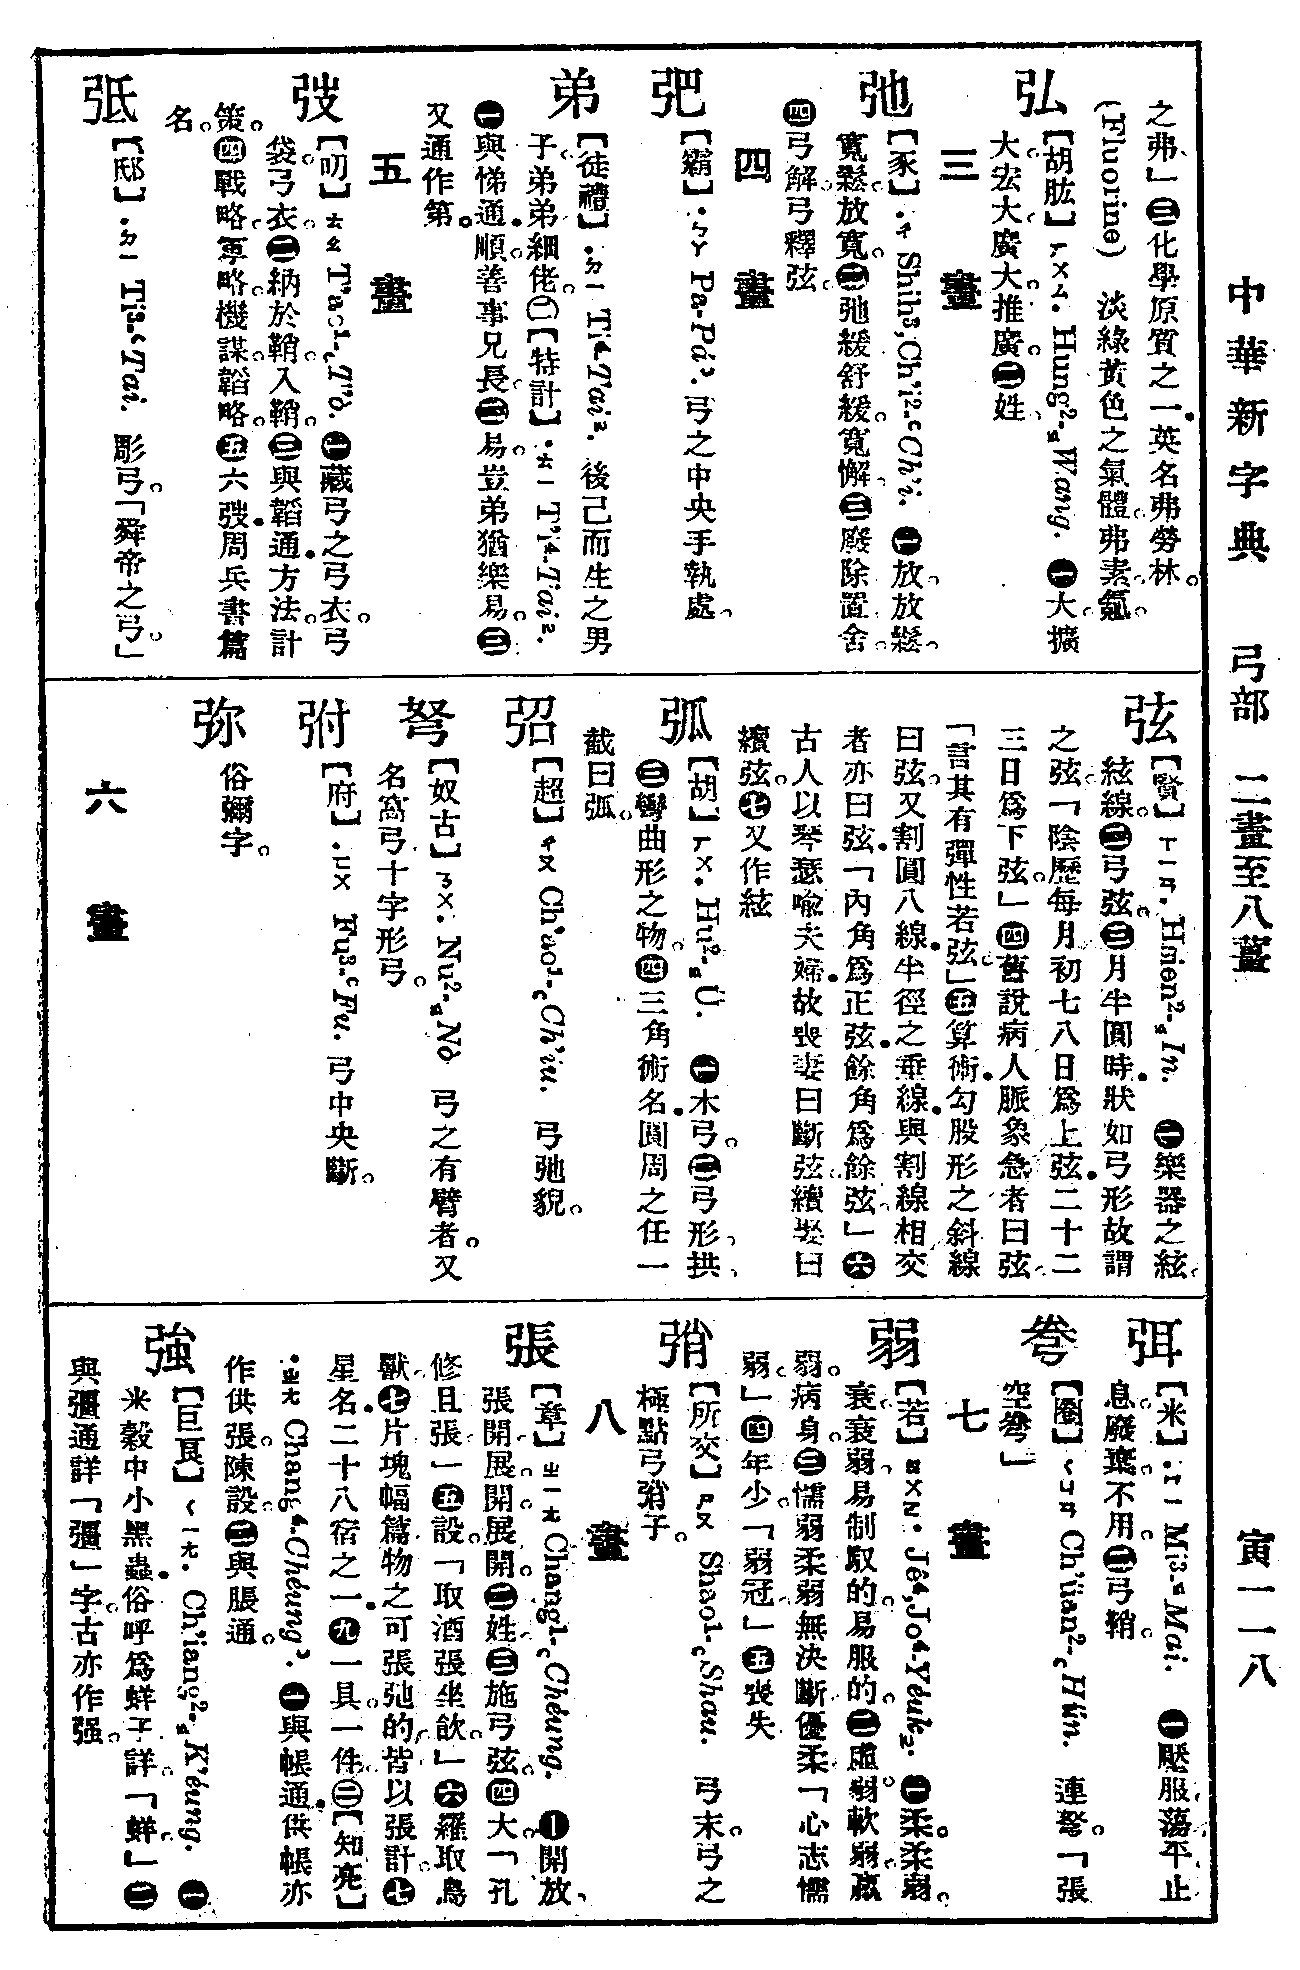 中華新字典　弓部　二畫至八畫　寅一一八
之弗」㊂化學原質之一英名弗勞林。
(Fluorine) 淡綠黃色之氣體。弗素。氟。
弘
【胡肱】ㄏㄨㄥ. Hung²-Wang. ㊀大擴
大宏大。廣大。推廣。㊁姓。
三畫
弛
【豕】.ㄕ Shih³, Ch'i²-Ch'i. ㊀放。放鬆。
寬鬆。放寬。㊁弛緩舒緩。寬懈。㊂廢除置舍。
㊃弓解。弓釋弦。
四畫
弝
【霸】.ㄅㄚ Pa-Pá³. 弓之中央手執處。
弟
【徒禮】.ㄉㄧ Ti⁴-Tai². 後己而生之男
子。弟弟細佬。㈡【特計】.ㄊㄧ T'i⁴-Tai².
㊀與悌通。順。善事兄長。㊁易。豈弟猶樂易。㊂
又通作第。
五畫
弢
【叨】ㄊㄠ T'ao¹-T'ò. ㊀藏弓之弓衣。弓
袋。弓衣。㊁納於鞘。入鞘。㊂與韜通。方法。計
策。㊃戰略。軍略。機謀。韜略。㊄六弢周兵書篇
名。
弤
【邸】.ㄉㄧ Ti³-Tai. 彫弓。「舜帝之弓。」
弦
【賢】ㄒㄧㄢ. Hsien²-In. ㊀樂器之絃。
絃線。㊁弓弦。㊂月半圓時狀如弓形故謂
之弦。「陰歷每月初七八日爲上弦。二十二
三日爲下弦。」㊃舊說病人脈象急者曰弦。
「言其有彈性若弦」㊄算術勾股形之斜線
曰弦。又割圓八線。半徑之垂線。與割線相交
者亦曰弦。「內角爲正弦。餘角爲餘弦」㊅
古人以琴瑟喩夫婦。故喪妻曰斷弦續娶曰
續弦。㊆又作絃
弧
【胡】ㄏㄨ. Hu²-Ü. ㊀木弓。㊁弓形拱。
㊂彎曲形之物。㊃三角術名。圓周之任一
截曰弧。
弨
【超】ㄔㄠ Ch'ao¹-Ch'iu. 弓弛貌。
弩
【奴古】ㄋㄨ. Nu²-Nò 弓之有臂者。又
名窩弓十字形弓。
弣
【府】.ㄈㄨ Fu³-Fu. 弓中央斷。
弥
俗彌字。
六畫
弭
【米】.ㄇㄧ Mi³-Mai. ㊀壓服。蕩平。止
息。廢棄。不用。㊁弓鞘。
弮
【圈】ㄑㄩㄢ Ch'üan²-Hün. 連弩。「張
空弮」
七畫
弱
【若】ㄖㄨㄛ. Jé⁴, Jo⁴-Yéuk₂. ㊀柔。柔弱。
衰。衰弱。易制馭的。易服的。㊁虛弱。軟弱。羸
弱。病身。㊂懦弱柔弱無決斷優柔「心志懦
弱」㊃年少。「弱冠」㊄喪失
弰
【所交】ㄕㄠ Shao¹-Shau. 弓末。弓之
極點弓弰子。
八畫
張
【章】ㄓㄧㄤ Chang¹-Chéung. ㊀開放。
張開。展開。展開。㊁姓。㊂施弓弦。㊃大。「孔
修且張」㊄設。「取酒張坐飲」㊅羅取鳥
獸。㊆片塊幅篇物之可張弛的皆以張計。㊆
星名。二十八宿之一。㊈一具。一件。㊁【知亮】
.ㄓㄤ Chang⁴-Chéung³. ㊀與帳通。供帳亦
作供張。陳設。㊁與脹通。
強
【巨良】ㄑㄧㄤ. Ch'iang²-K'éung. ㊀
米穀中小黑蟲。俗呼爲蛘子。詳「蛘」㊁
與彊通詳「彊」字。古亦作强。